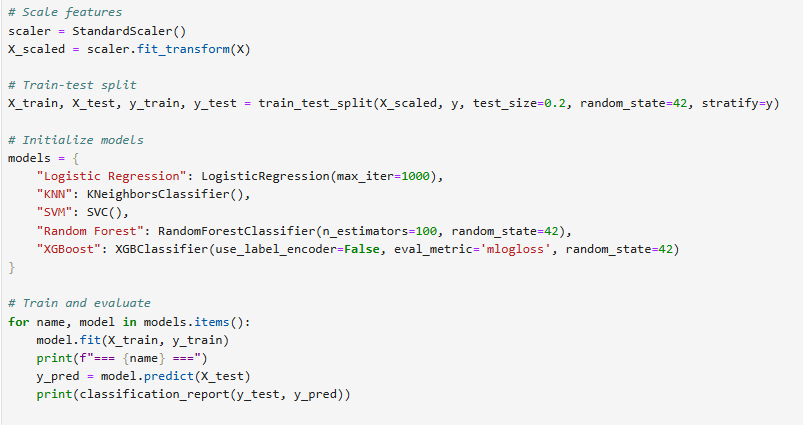 # Scale features
scaler = StandardScaler()
X_scaled = scaler.fit_transform(X)
# Train-test split
X_train, X_test, y_train, y_test = train_test_split(X_scaled, y, test_size=0.2, random_state=42, stratify=y)
# Initialize models
models = {
    "Logistic Regression": LogisticRegression(max_iter=1000),
    "KNN": KNeighborsClassifier(),
    "SVM": SVC(),
    "Random Forest": RandomForestClassifier(n_estimators=100, random_state=42),
    "XGBoost": XGBClassifier(use_label_encoder=False, eval_metric='mlogloss', random_state=42)
}
# Train and evaluate
for name, model in models.items():
    model.fit(X_train, y_train)
    print(f"=== {name} ===")
    y_pred = model.predict(X_test)
    print(classification_report(y_test, y_pred))